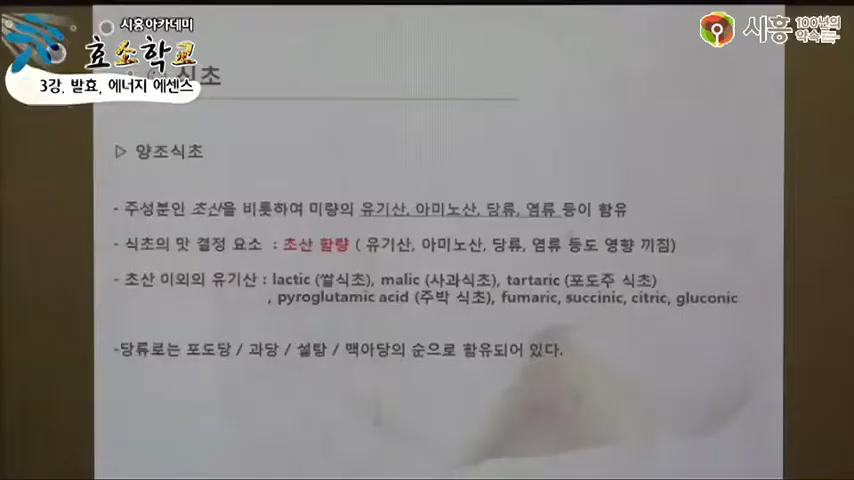 시흥아카데미
효소학교
3강. 발효, 에너지 에센스
시흥 100년의 약속
식초
▷ 양조식초
- 주성분인 초산을 비롯하여 미량의 유기산, 아미노산, 당류, 염류 등이 함유
- 식초의 맛 결정 요소 : 초산 함량 ( 유기산, 아미노산, 당류, 염류 등도 영향 끼침)
- 초산 이외의 유기산 : lactic (쌀식초), malic (사과식초), tartaric (포도주 식초)
, pyroglutamic acid (주박 식초), fumaric, succinic, citric, gluconic
-당류로는 포도당 / 과당 / 설탕 / 맥아당의 순으로 함유되어 있다.